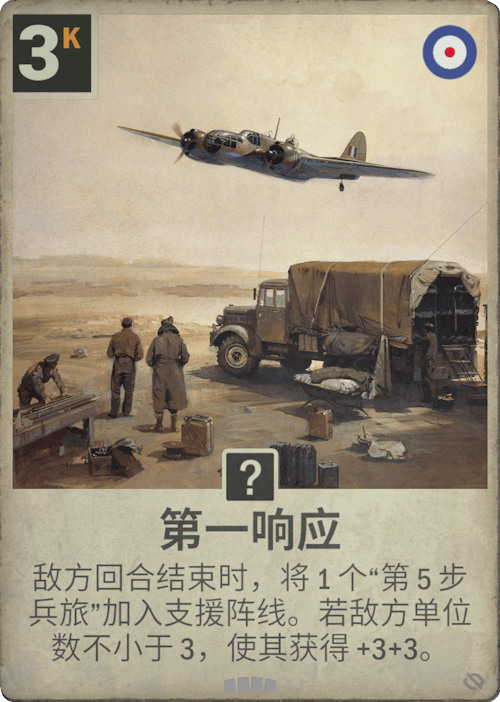 3K
?
第一响应
敌方回合结束时，将 1 个“第 5 步
兵旅”加入支援阵线。若敌方单位
数不小于 3，使其获得 +3+3。